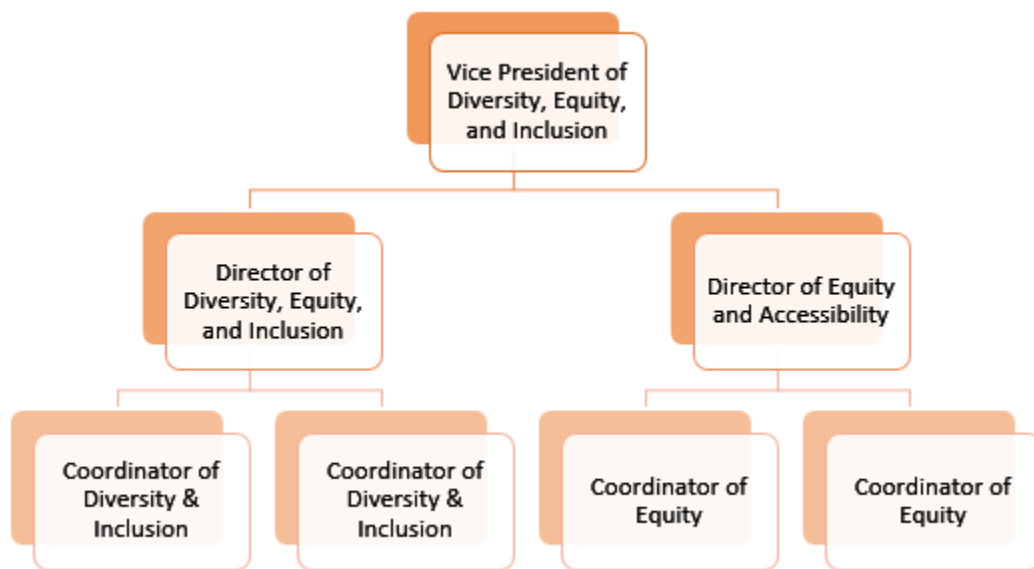 Vice President of
Diversity, Equity,
and Inclusion
Director of
Diversity, Equity,
and Inclusion
Director of Equity
and Accessibility
Coordinator of
Diversity &
Inclusion
Coordinator of
Diversity &
Inclusion
Coordinator of
Equity
Coordinator of
Equity